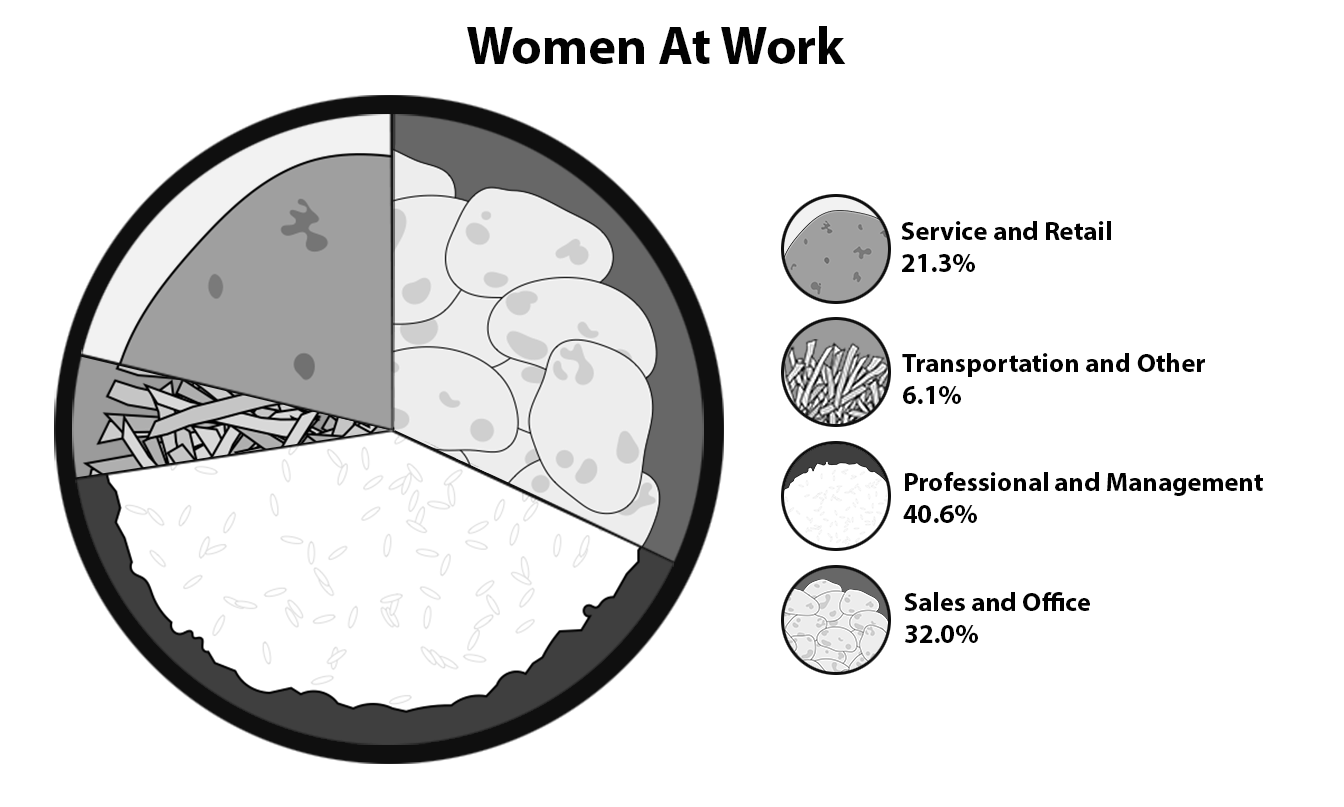 Women At Work
Service and Retail
21.3%
Transportation and Other
6.1%
Professional and Management
40.6%
Sales and Office
32.0%